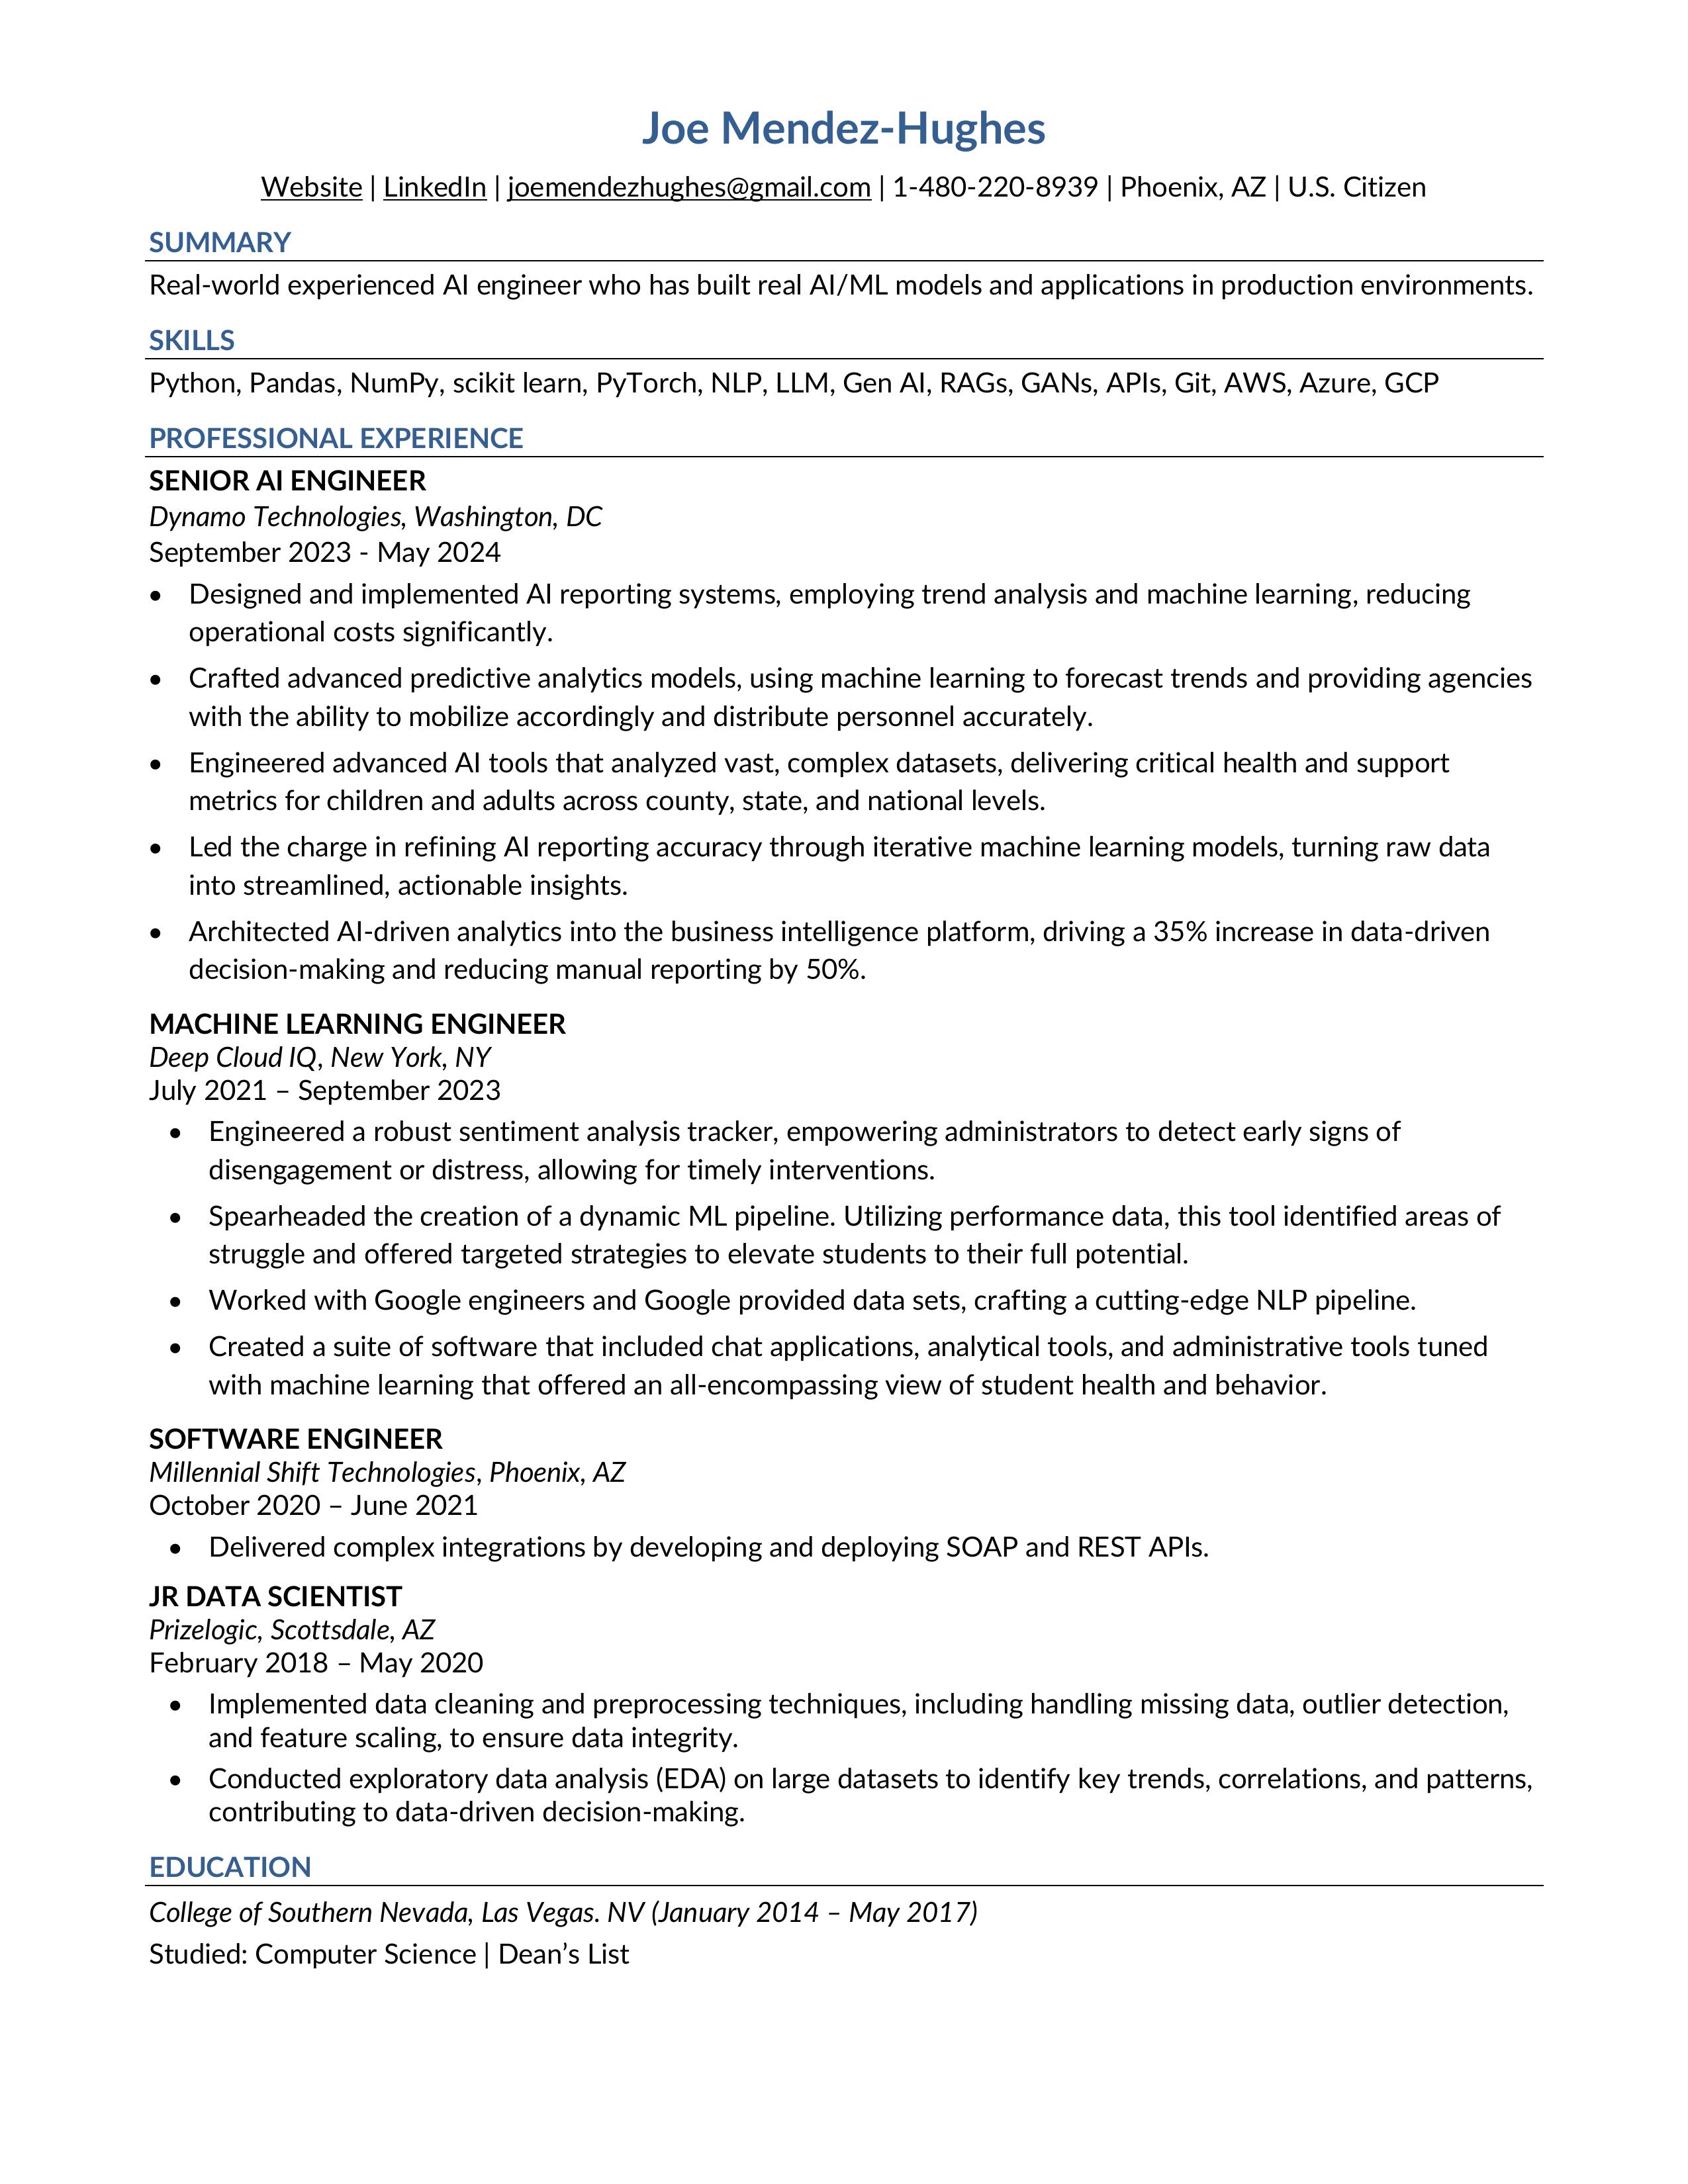 Joe Mendez-Hughes
Website | LinkedIn | joemendezhughes@gmail.com | 1-480-220-8939 | Phoenix, AZ | U.S. Citizen
SUMMARY
Real-world experienced AI engineer who has built real AI/ML models and applications in production environments.
SKILLS
Python, Pandas, NumPy, scikit learn, PyTorch, NLP, LLM, Gen AI, RAGs, GANs, APIs, Git, AWS, Azure, GCP
PROFESSIONAL EXPERIENCE
SENIOR AI ENGINEER
Dynamo Technologies, Washington, DC
September 2023 - May 2024
• Designed and implemented AI reporting systems, employing trend analysis and machine learning, reducing
operational costs significantly.
• Crafted advanced predictive analytics models, using machine learning to forecast trends and providing agencies
with the ability to mobilize accordingly and distribute personnel accurately.
• Engineered advanced AI tools that analyzed vast, complex datasets, delivering critical health and support
metrics for children and adults across county, state, and national levels.
• Led the charge in refining AI reporting accuracy through iterative machine learning models, turning raw data
into streamlined, actionable insights.
• Architected AI-driven analytics into the business intelligence platform, driving a 35% increase in data-driven
decision-making and reducing manual reporting by 50%.
MACHINE LEARNING ENGINEER
Deep Cloud IQ, New York, NY
July 2021 – September 2023
• Engineered a robust sentiment analysis tracker, empowering administrators to detect early signs of
disengagement or distress, allowing for timely interventions.
• Spearheaded the creation of a dynamic ML pipeline. Utilizing performance data, this tool identified areas of
struggle and offered targeted strategies to elevate students to their full potential.
• Worked with Google engineers and Google provided data sets, crafting a cutting-edge NLP pipeline.
• Created a suite of software that included chat applications, analytical tools, and administrative tools tuned
with machine learning that offered an all-encompassing view of student health and behavior.
SOFTWARE ENGINEER
Millennial Shift Technologies, Phoenix, AZ
October 2020 – June 2021
• Delivered complex integrations by developing and deploying SOAP and REST APIs.
JR DATA SCIENTIST
Prizelogic, Scottsdale, AZ
February 2018 – May 2020
• Implemented data cleaning and preprocessing techniques, including handling missing data, outlier detection,
and feature scaling, to ensure data integrity.
• Conducted exploratory data analysis (EDA) on large datasets to identify key trends, correlations, and patterns,
contributing to data-driven decision-making.
EDUCATION
College of Southern Nevada, Las Vegas. NV (January 2014 – May 2017)
Studied: Computer Science | Dean’s List